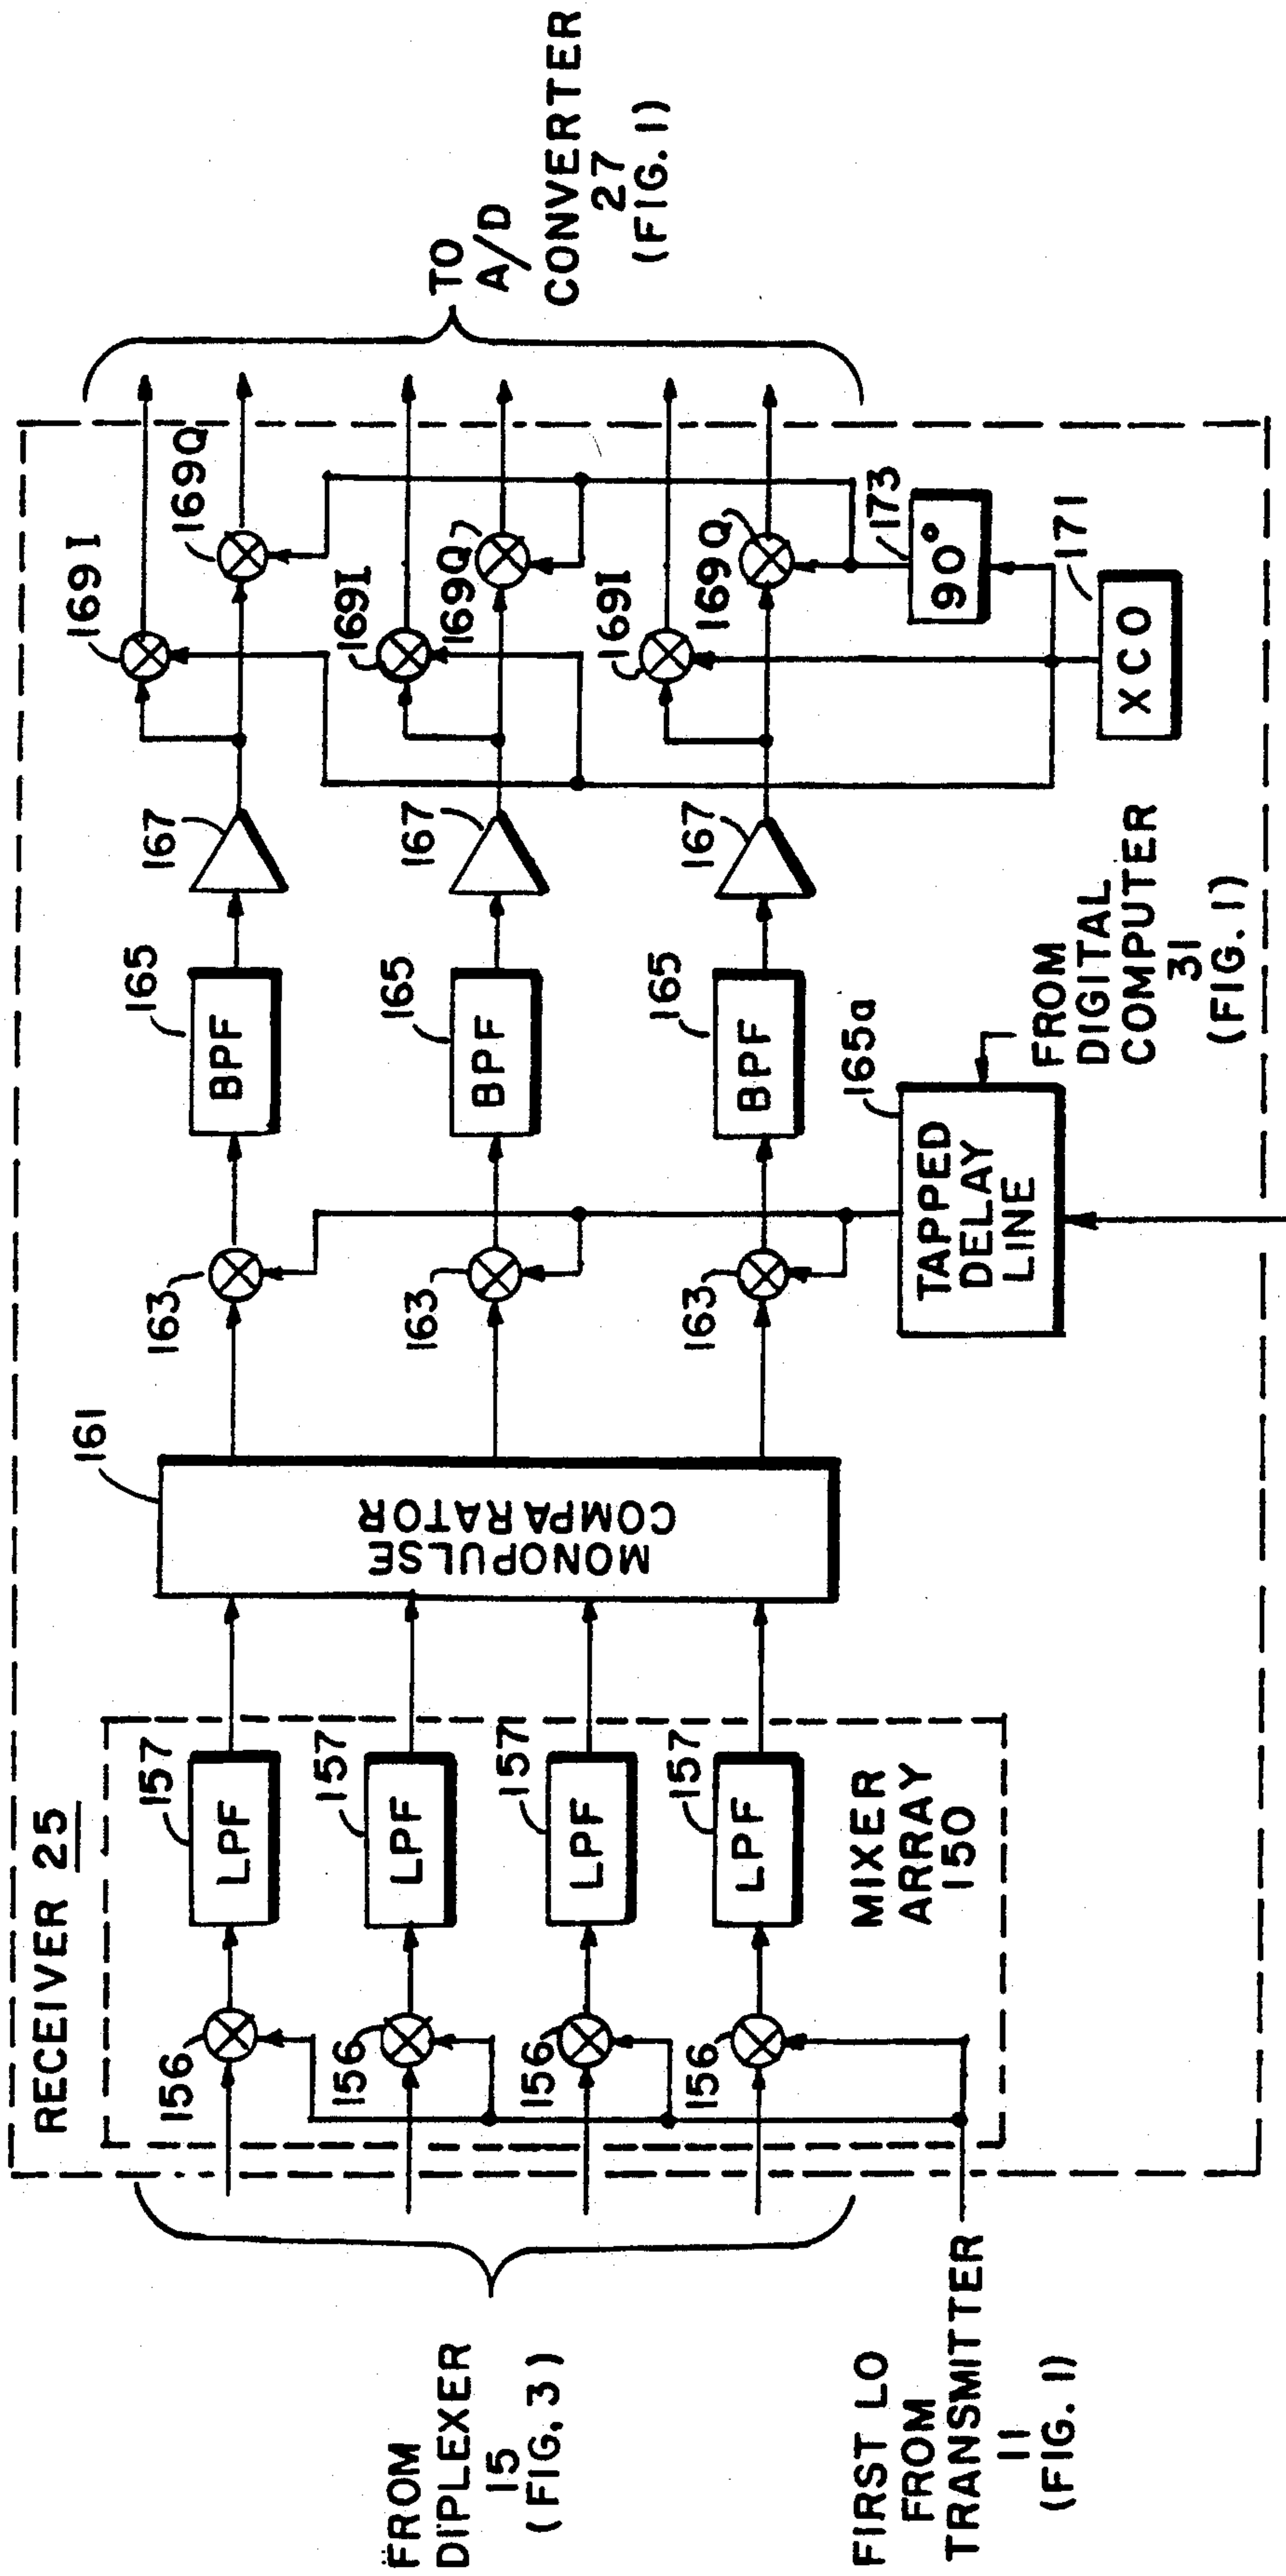 RECEIVER 25
FROM
DIPLEXER
15
(FIG. 3)
FIRST LO
FROM
TRANSMITTER
11
(FIG. 1)
156
156
156
156
157
LPF
157
LPF
157
LPF
157
LPF
MIXER
ARRAY
150
161
MONOPULSE
COMPARATOR
163
163
163
165
BPF
165
BPF
165
BPF
165a
TAPPED
DELAY
LINE
FROM
DIGITAL
COMPUTER
31
(FIG. 1)
167
167
167
169I
169Q
169I
169Q
169I
169Q
173
90°
171
XCO
TO
A/D
CONVERTER
27
(FIG. 1)